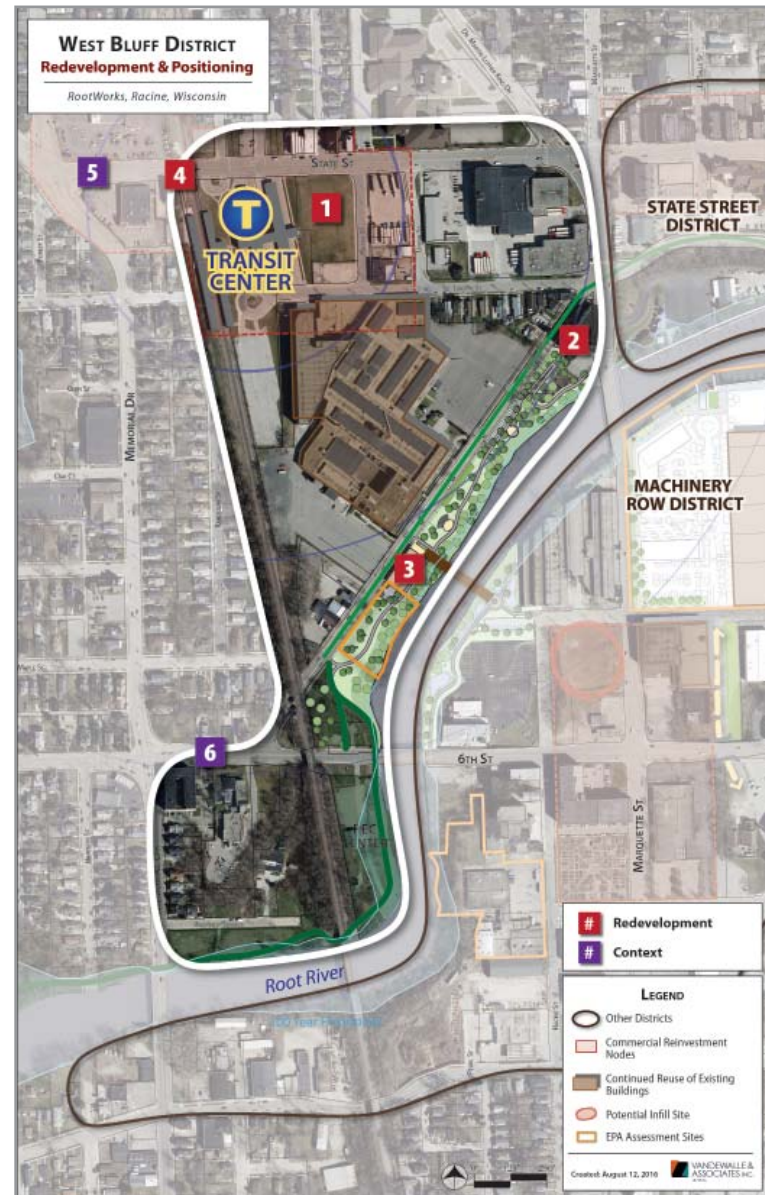 WEST BLUFF DISTRICT
Redevelopment & Positioning
RootWorks, Racine, Wisconsin
STATE ST
5
4
1
T
TRANSIT
CENTER
STATE STREET
DISTRICT
2
MEMORIAL DR
MACHINERY
ROW DISTRICT
3
6
6TH ST
MARQUETTE ST
Root River
# Redevelopment
# Context
LEGEND
Other Districts
Commercial Reinvestment
Nodes
Continued Reuse of Existing
Buildings
Potential Infill Site
EPA Assessment Sites
Created: August 12, 2016
VANDEWALLE &
ASSOCIATES INC.